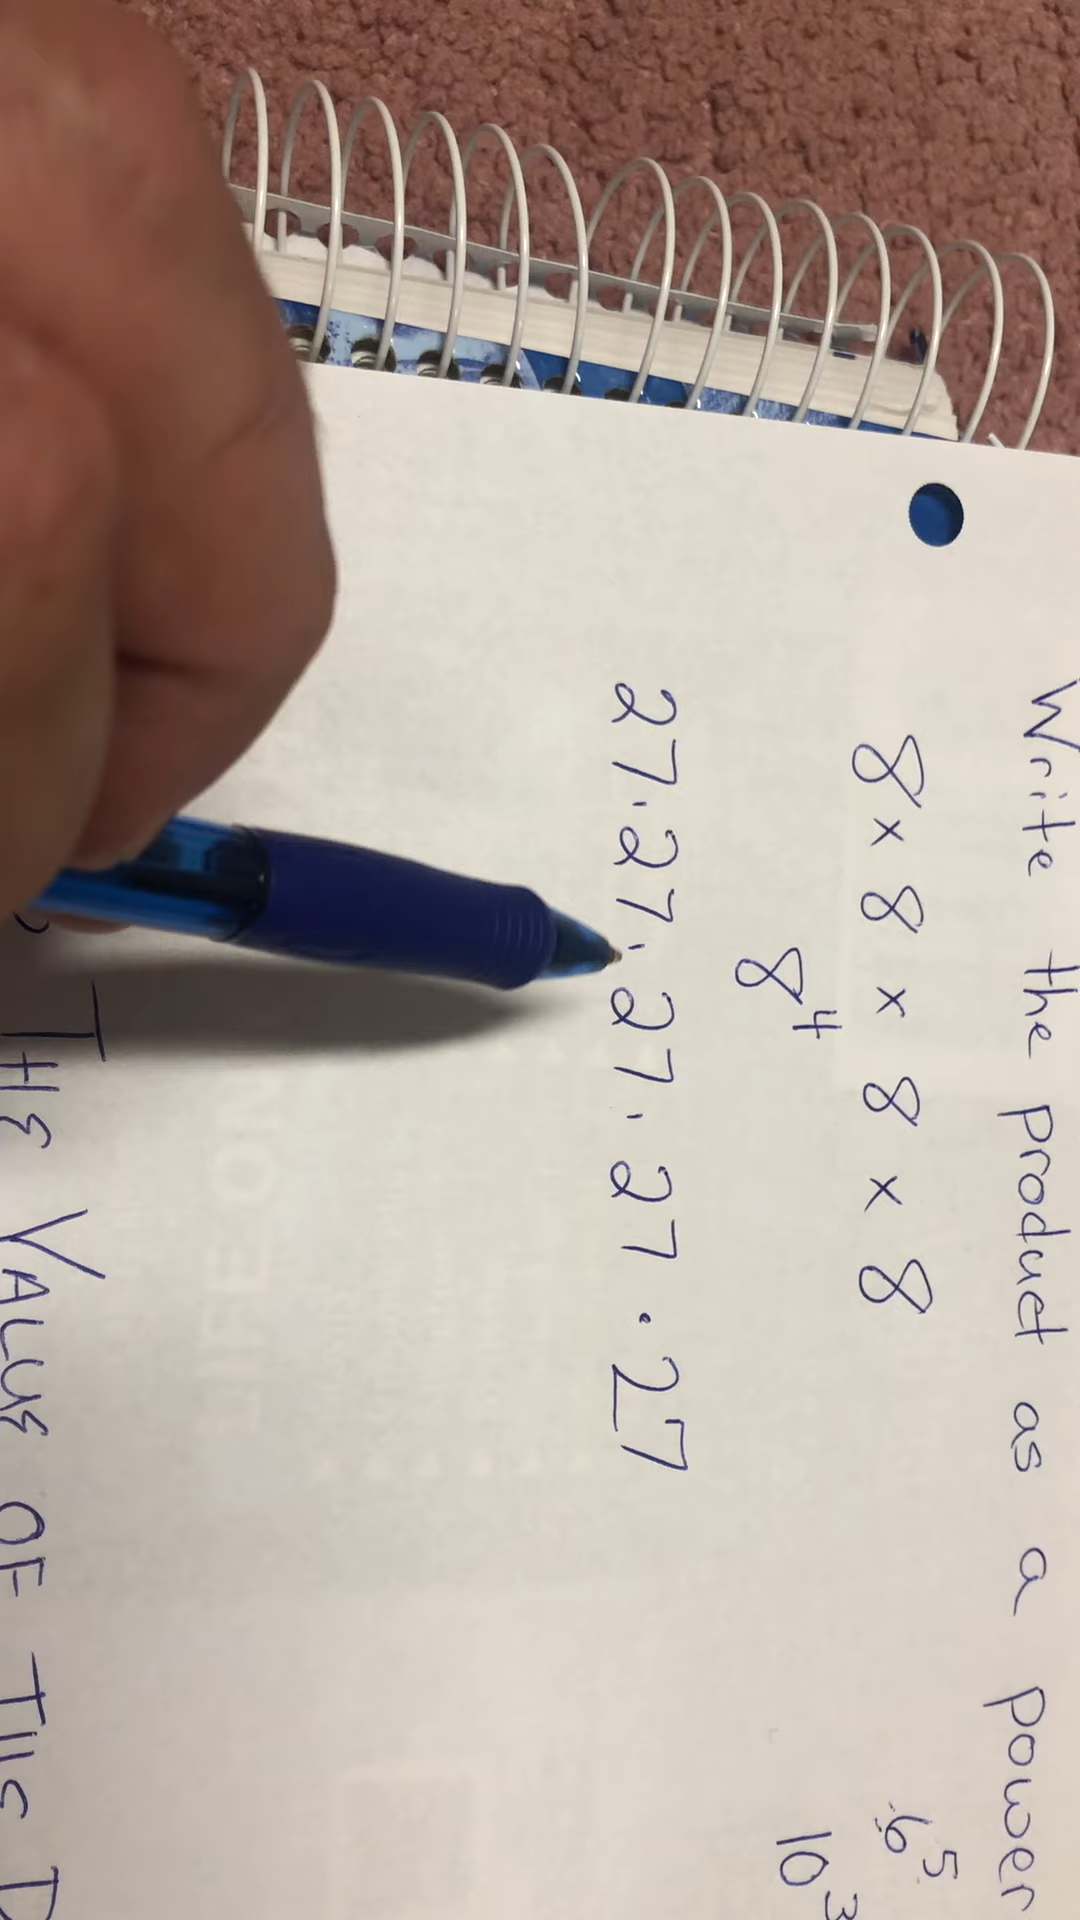 Write the product as a power
8 × 8 × 8 × 8
6⁵
8⁴
10³
27 · 27 · 27 · 27 · 27
THE VALUE OF THE